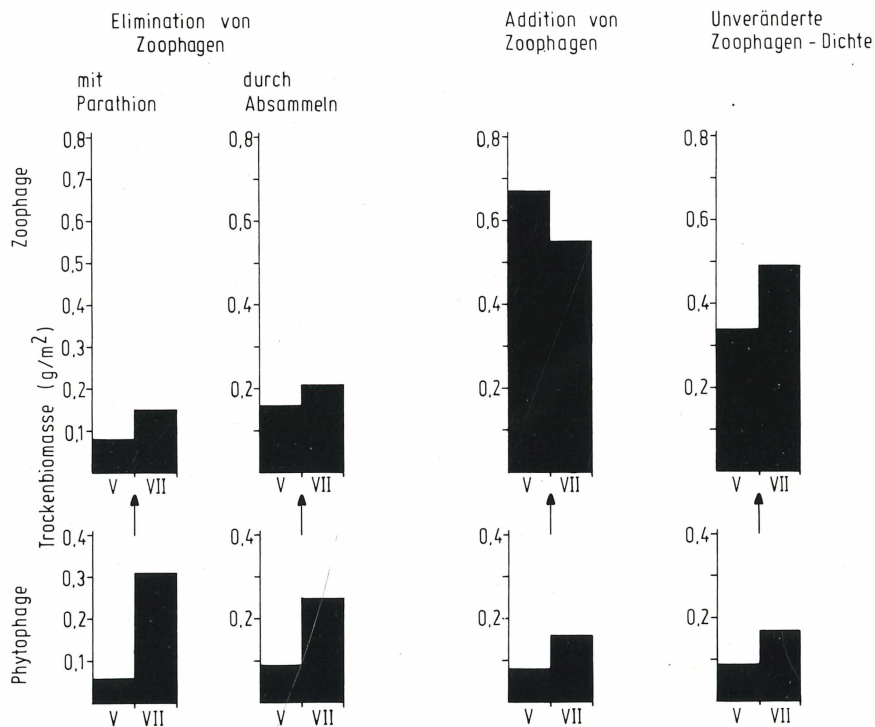 Elimination von
Zoophagen
Addition von
Zoophagen
Unveränderte
Zoophagen - Dichte
mit
Parathion
durch
Absammeln
Zoophage
Trockenbiomasse (g/m²)
Phytophage
0,8
0,7
0,6
0,5
0,4
0,3
0,2
0,1
V VII
0,8
0,6
0,4
0,2
V VII
0,8
0,6
0,4
0,2
V VII
0,8
0,6
0,4
0,2
V VII
0,4
0,3
0,2
0,1
V VII
0,4
0,2
V VII
0,4
0,2
V VII
0,4
0,2
V VII